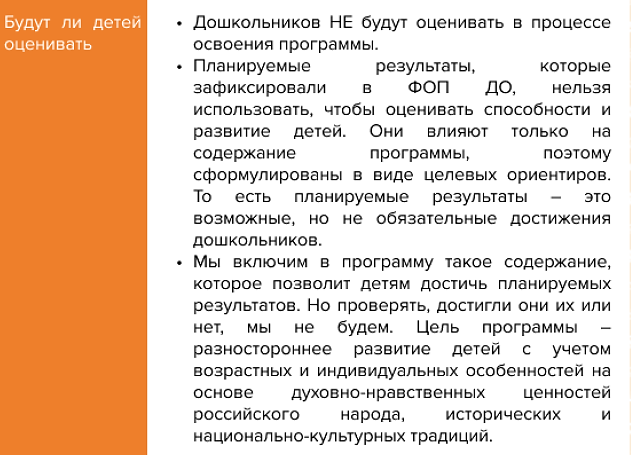 Будут ли детей
оценивать
• Дошкольников НЕ будут оценивать в процессе
освоения программы.
• Планируемые результаты, которые
зафиксировали в ФОП ДО, нельзя
использовать, чтобы оценивать способности и
развитие детей. Они влияют только на
содержание программы, поэтому
сформулированы в виде целевых ориентиров.
То есть планируемые результаты – это
возможные, но не обязательные достижения
дошкольников.
• Мы включим в программу такое содержание,
которое позволит детям достичь планируемых
результатов. Но проверять, достигли они их или
нет, мы не будем. Цель программы –
разностороннее развитие детей с учетом
возрастных и индивидуальных особенностей на
основе духовно-нравственных ценностей
российского народа, исторических и
национально-культурных традиций.